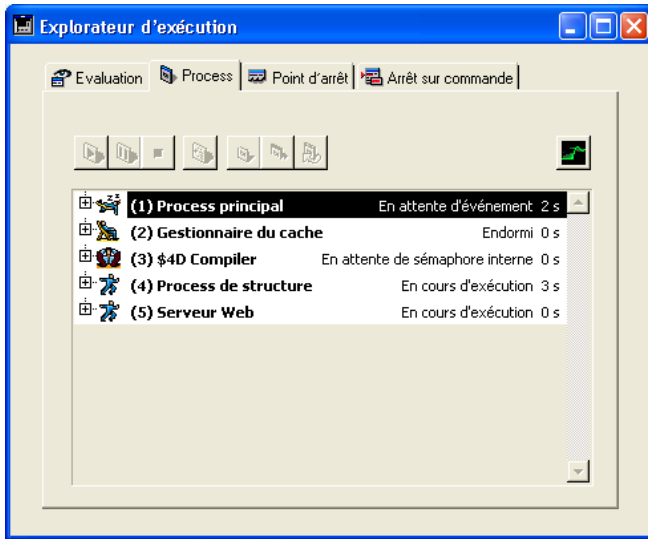 Explorateur d'exécution
Evaluation Process Point d'arrêt Arrêt sur commande
(1) Process principal En attente d'événement 2 s
(2) Gestionnaire du cache Endormi 0 s
(3) $4D Compiler En attente de sémaphore interne 0 s
(4) Process de structure En cours d'exécution 3 s
(5) Serveur Web En cours d'exécution 0 s